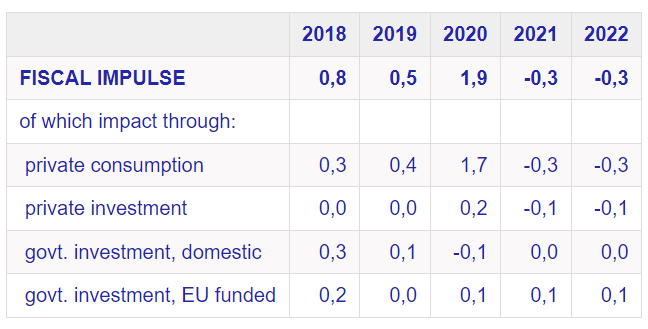 2018 2019 2020 2021 2022
FISCAL IMPULSE 0,8 0,5 1,9 -0,3 -0,3
of which impact through:
private consumption 0,3 0,4 1,7 -0,3 -0,3
private investment 0,0 0,0 0,2 -0,1 -0,1
govt. investment, domestic 0,3 0,1 -0,1 0,0 0,0
govt. investment, EU funded 0,2 0,0 0,1 0,1 0,1